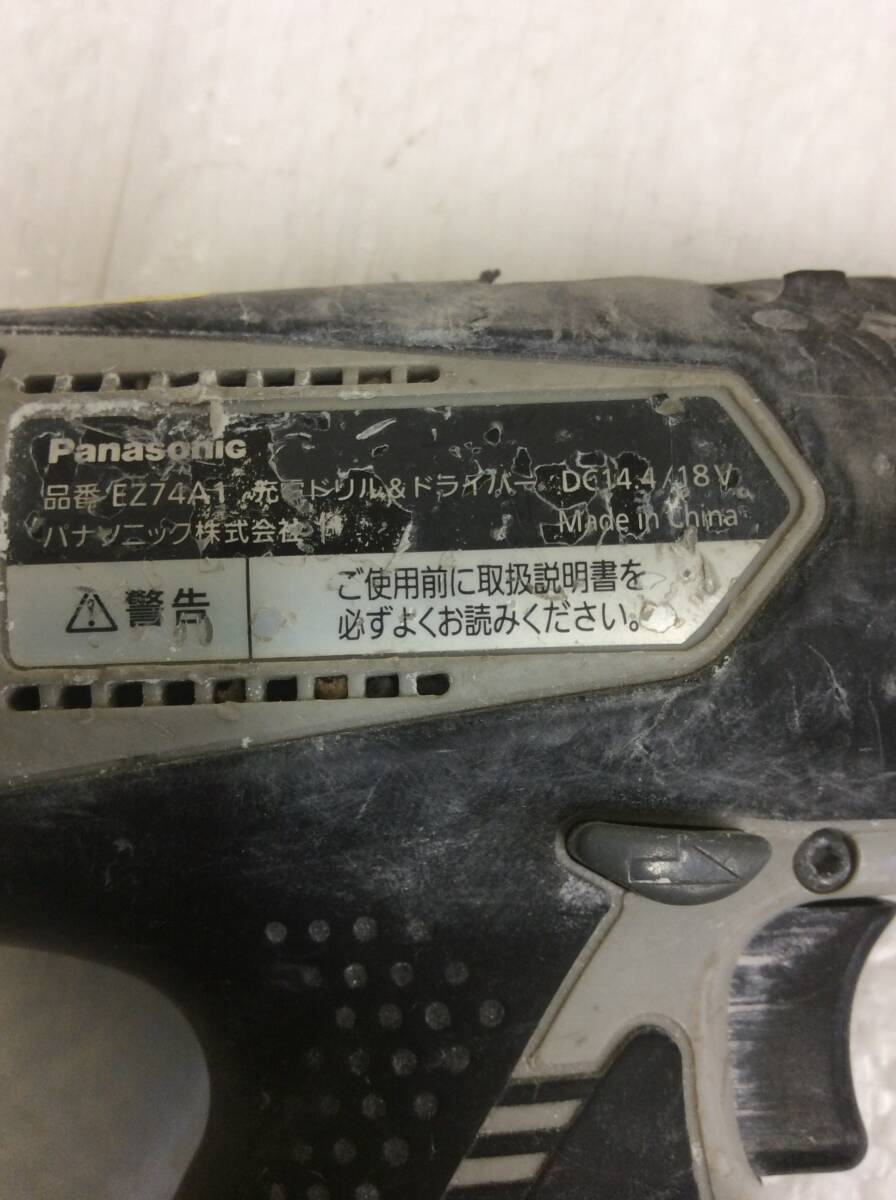 Panasonic
品番 EZ74A1 充電ドリル&ドライバー DC14.4/18V
パナソニック株式会社 Made in China
警告
ご使用前に取扱説明書を
必ずよくお読みください。